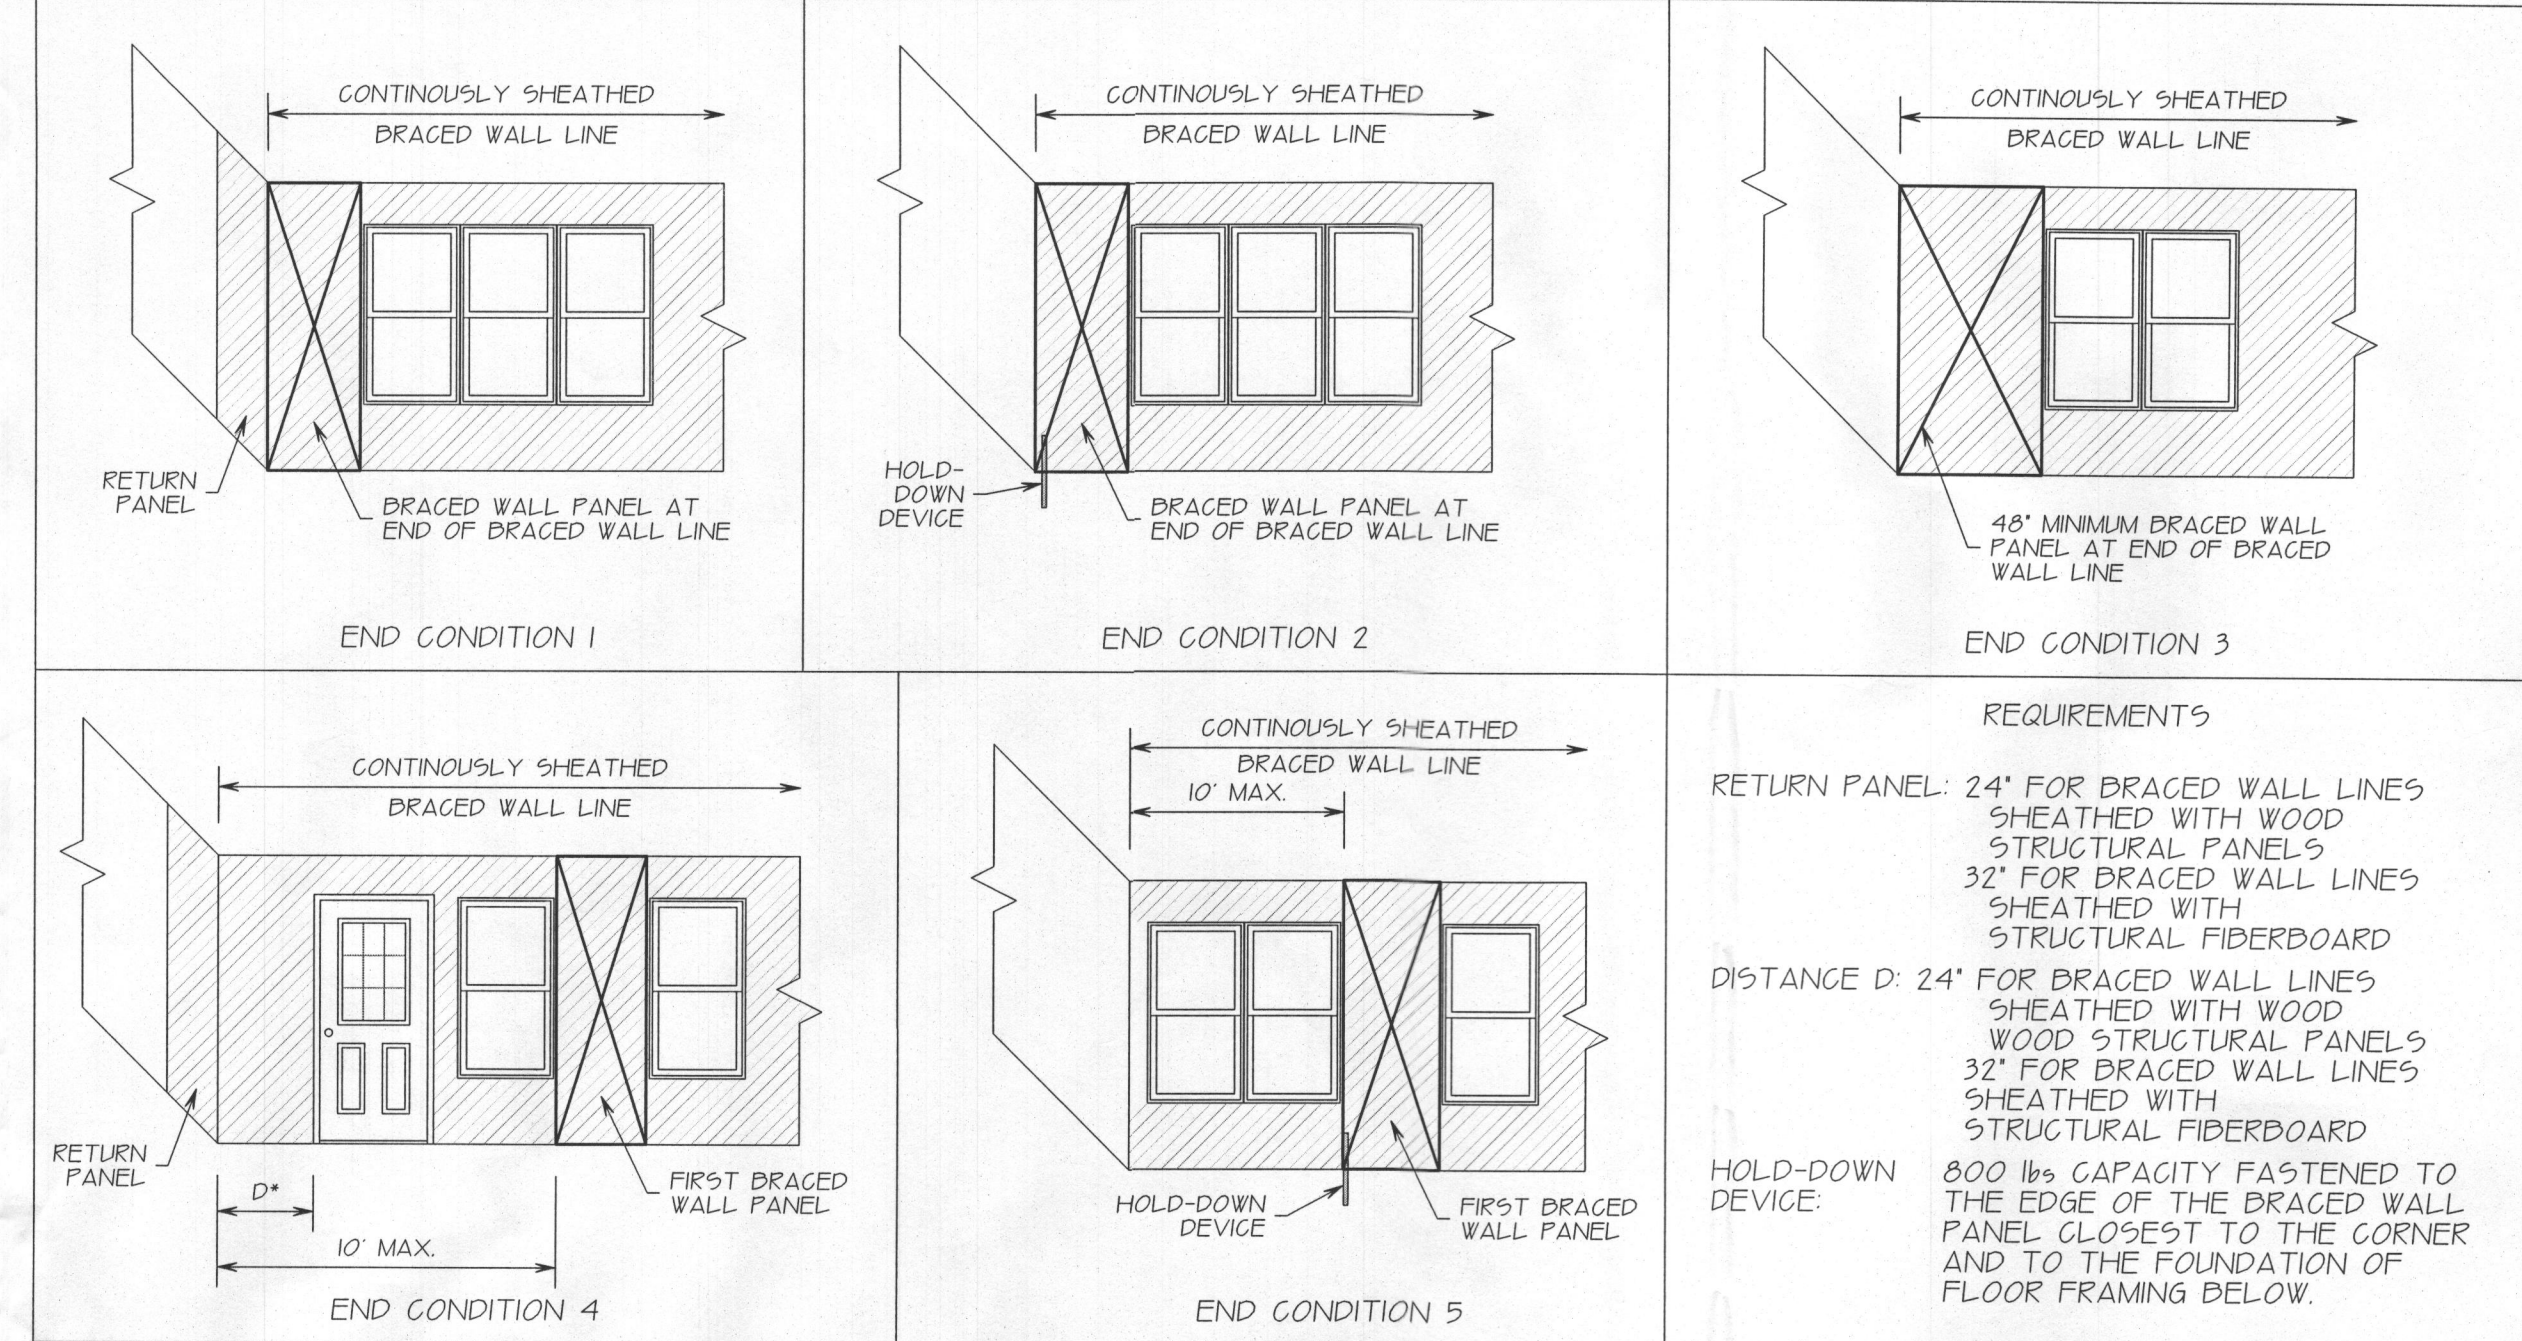 CONTINOUSLY SHEATHED
BRACED WALL LINE
RETURN
PANEL
BRACED WALL PANEL AT
END OF BRACED WALL LINE
END CONDITION 1
CONTINOUSLY SHEATHED
BRACED WALL LINE
HOLD-
DOWN
DEVICE
BRACED WALL PANEL AT
END OF BRACED WALL LINE
END CONDITION 2
CONTINOUSLY SHEATHED
BRACED WALL LINE
48" MINIMUM BRACED WALL
PANEL AT END OF BRACED
WALL LINE
END CONDITION 3
CONTINOUSLY SHEATHED
BRACED WALL LINE
RETURN
PANEL
D*
10' MAX.
FIRST BRACED
WALL PANEL
END CONDITION 4
CONTINOUSLY SHEATHED
BRACED WALL LINE
10' MAX.
HOLD-DOWN
DEVICE
FIRST BRACED
WALL PANEL
END CONDITION 5
REQUIREMENTS
RETURN PANEL: 24" FOR BRACED WALL LINES
SHEATHED WITH WOOD
STRUCTURAL PANELS
32" FOR BRACED WALL LINES
SHEATHED WITH
STRUCTURAL FIBERBOARD
DISTANCE D: 24" FOR BRACED WALL LINES
SHEATHED WITH WOOD
WOOD STRUCTURAL PANELS
32" FOR BRACED WALL LINES
SHEATHED WITH
STRUCTURAL FIBERBOARD
HOLD-DOWN 800 lbs CAPACITY FASTENED TO
DEVICE: THE EDGE OF THE BRACED WALL
PANEL CLOSEST TO THE CORNER
AND TO THE FOUNDATION OF
FLOOR FRAMING BELOW.